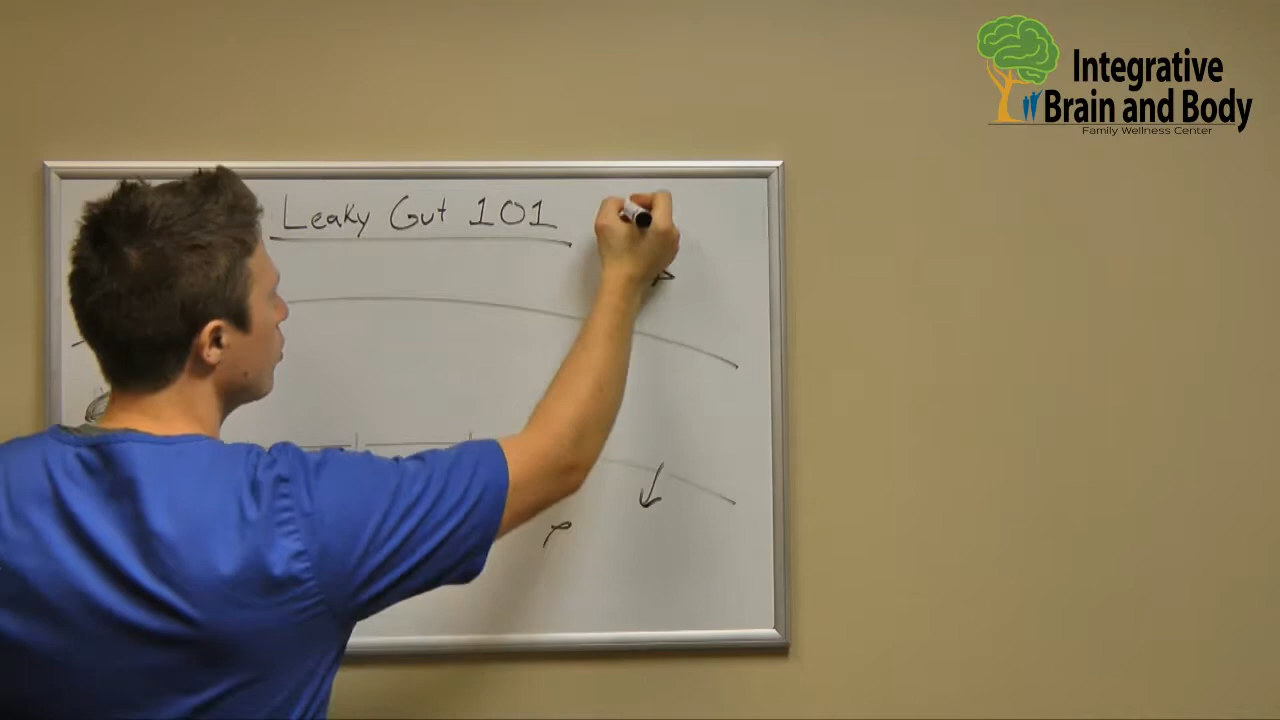 Integrative
Brain and Body
Family Wellness Center
Leaky Gut 101